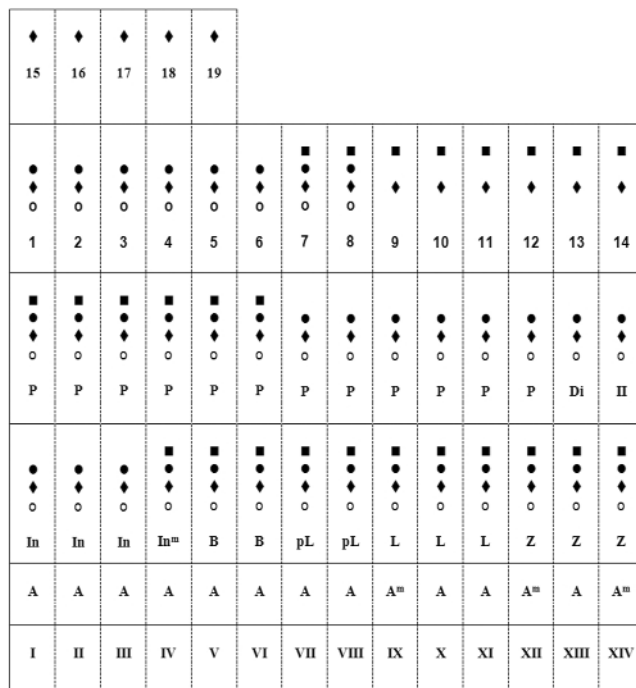 15 16 17 18 19
1 2 3 4 5 6 7 8 9 10 11 12 13 14
P P P P P P P P P P P P Di II
In In In Inᵐ B B pL pL L L L Z Z Z
A A A A A A A A Aᵐ A A Aᵐ A Aᵐ
I II III IV V VI VII VIII IX X XI XII XIII XIV